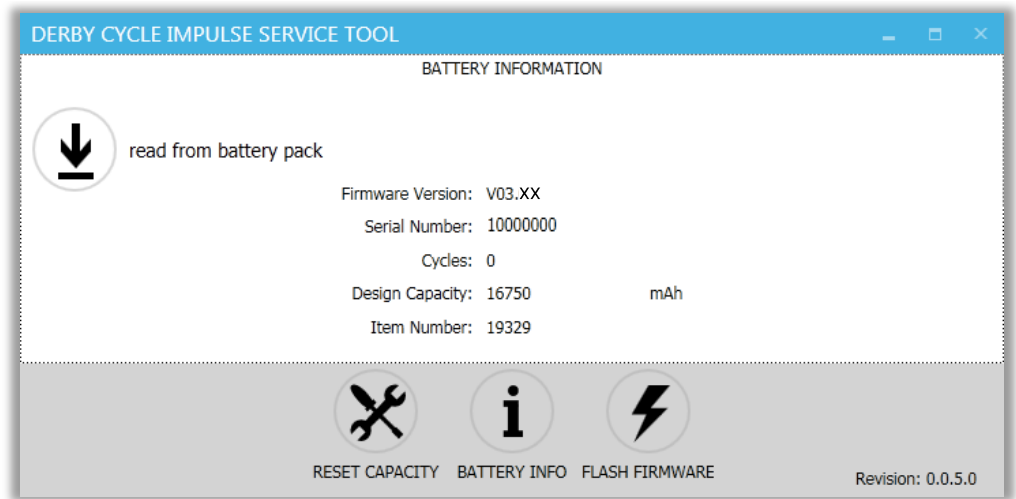 DERBY CYCLE IMPULSE SERVICE TOOL
BATTERY INFORMATION
read from battery pack
Firmware Version: V03.XX
Serial Number: 10000000
Cycles: 0
Design Capacity: 16750 mAh
Item Number: 19329
RESET CAPACITY BATTERY INFO FLASH FIRMWARE
Revision: 0.0.5.0